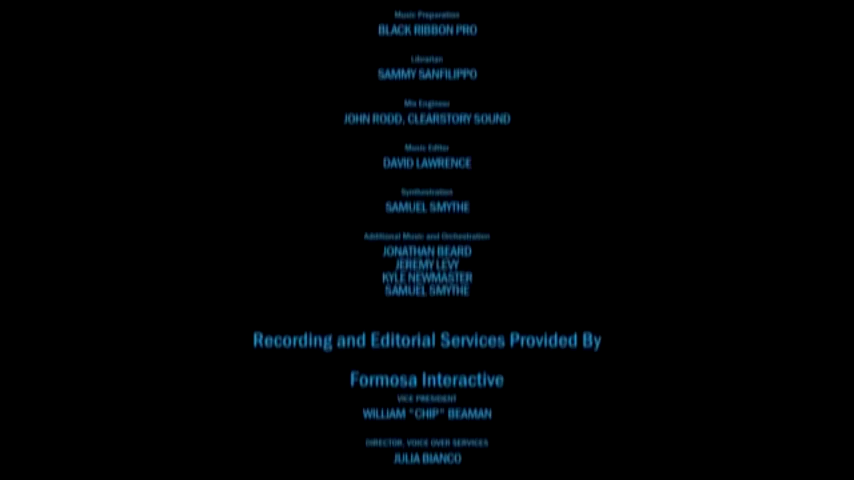 Music Preparation
BLACK RIBBON PRO
Librarian
SAMMY SANFILIPPO
Mix Engineer
JOHN RODD, CLEARSTORY SOUND
Music Editor
DAVID LAWRENCE
Synthestration
SAMUEL SMYTHE
Additional Music and Orchestration
JONATHAN BEARD
JEREMY LEVY
KYLE NEWMASTER
SAMUEL SMYTHE
Recording and Editorial Services Provided By
Formosa Interactive
VICE PRESIDENT
WILLIAM "CHIP" BEAMAN
DIRECTOR, VOICE OVER SERVICES
JULIA BIANCO